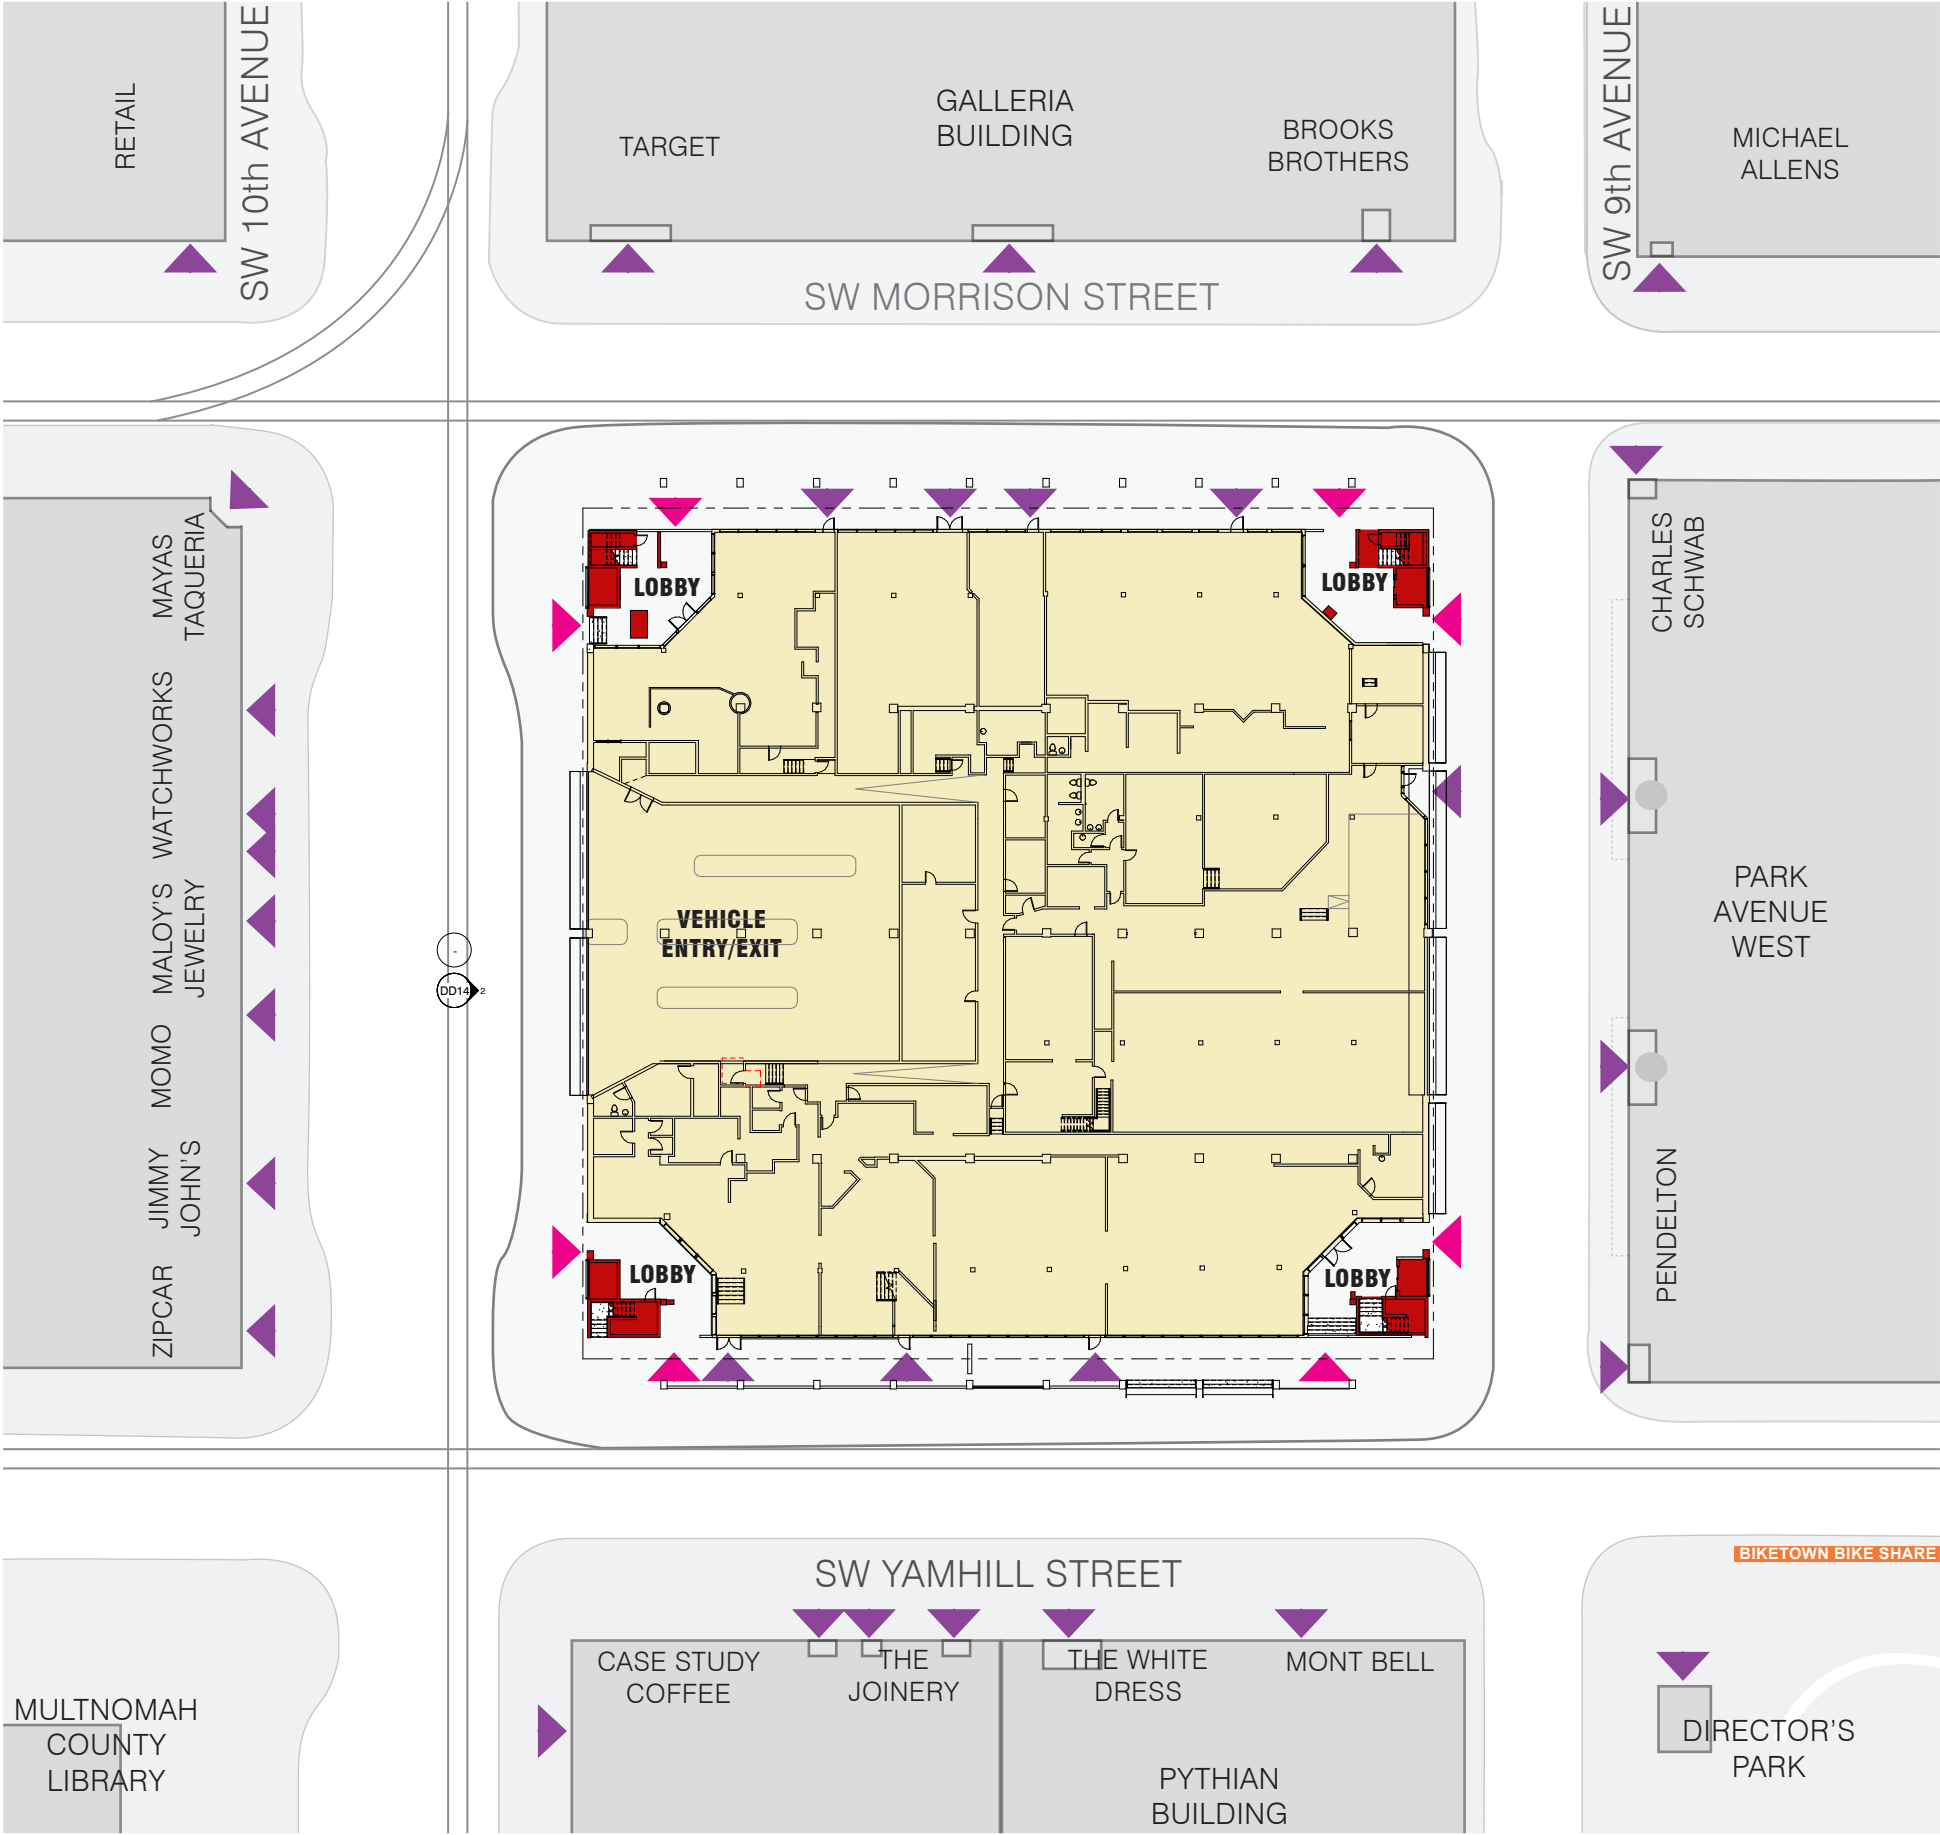 RETAIL
SW 10th AVENUE
TARGET
GALLERIA
BUILDING
BROOKS
BROTHERS
SW 9th AVENUE
MICHAEL
ALLENS
SW MORRISON STREET
MAYAS
TAQUERIA
WATCHWORKS
MALOY'S
JEWELRY
MOMO
JIMMY
JOHN'S
ZIPCAR
LOBBY
LOBBY
VEHICLE
ENTRY/EXIT
-
DD14
2
LOBBY
LOBBY
CHARLES
SCHWAB
PARK
AVENUE
WEST
PENDELTON
SW YAMHILL STREET
BIKETOWN BIKE SHARE
CASE STUDY
COFFEE
THE
JOINERY
THE WHITE
DRESS
MONT BELL
PYTHIAN
BUILDING
MULTNOMAH
COUNTY
LIBRARY
DIRECTOR'S
PARK